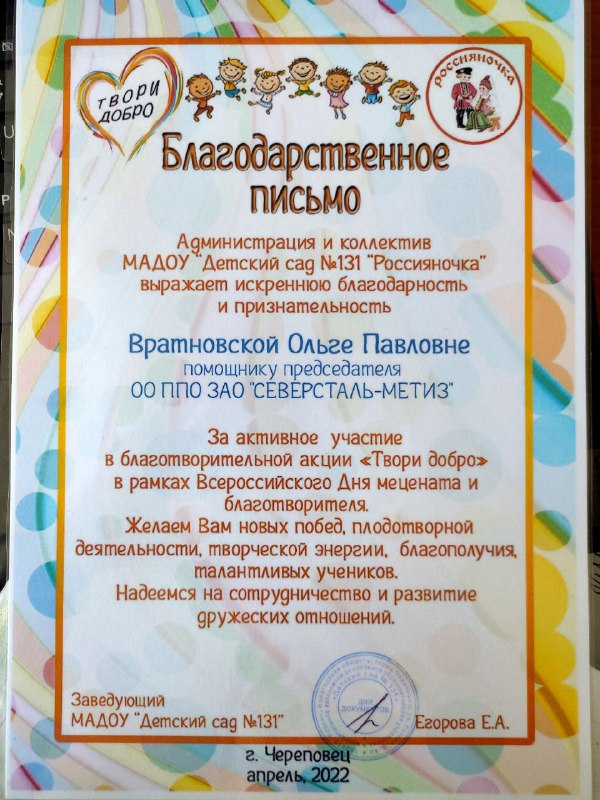 ТВОРИ
ДОБРО
РОССИЯНОЧКА
Благодарственное
письмо
Администрация и коллектив
МАДОУ "Детский сад №131 "Россияночка"
выражает искреннюю благодарность
и признательность
Вратновской Ольге Павловне
помощнику председателя
ОО ППО ЗАО "СЕВЕРСТАЛЬ-МЕТИЗ"
За активное участие
в благотворительной акции «Твори добро»
в рамках Всероссийского Дня мецената и
благотворителя.
Желаем Вам новых побед, плодотворной
деятельности, творческой энергии, благополучия,
талантливых учеников.
Надеемся на сотрудничество и развитие
дружеских отношений.
ДЛЯ
ДОКУМЕНТОВ
Заведующий
МАДОУ "Детский сад №131"
Егорова Е.А.
г. Череповец
апрель, 2022